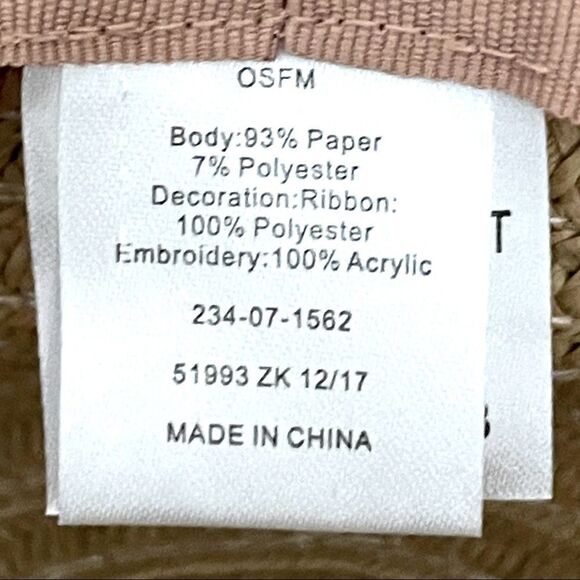 OSFM
Body:93% Paper
7% Polyester
Decoration:Ribbon:
100% Polyester
Embroidery:100% Acrylic
234-07-1562
51993 ZK 12/17
MADE IN CHINA
T